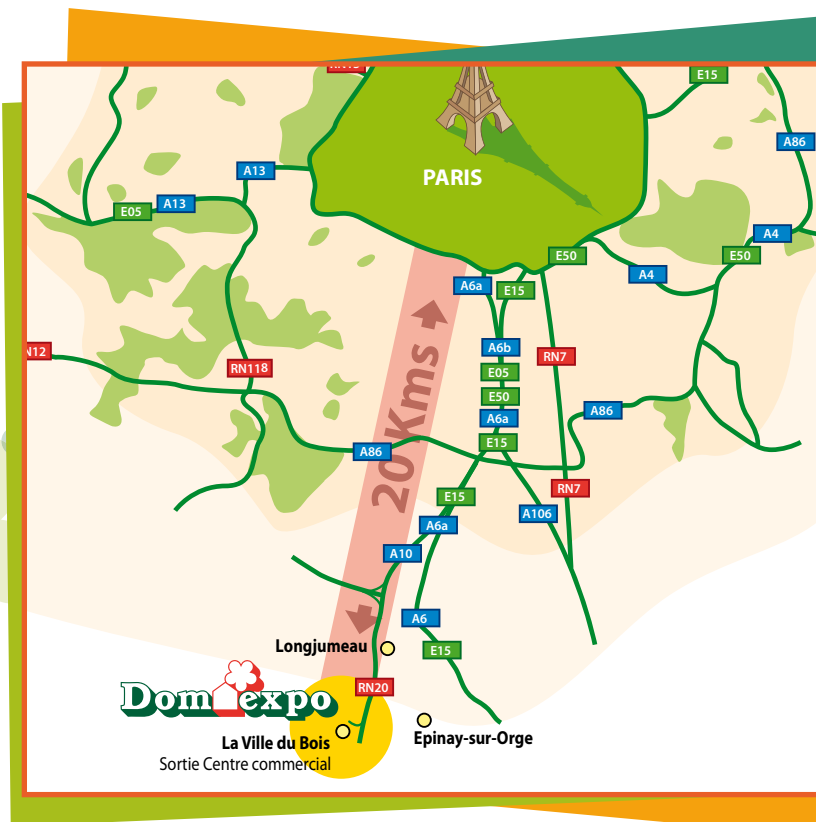 E15
A86
A13
PARIS
A13
E05
A4
E50
E50
A4
A6a
E15
A6b
RN7
N12
RN118
E05
E50
A86
A6a
20 Kms
E15
A86
RN7
E15
A106
A6a
A10
A6
Longjumeau
E15
RN20
Domexpo
Epinay-sur-Orge
La Ville du Bois
Sortie Centre commercial